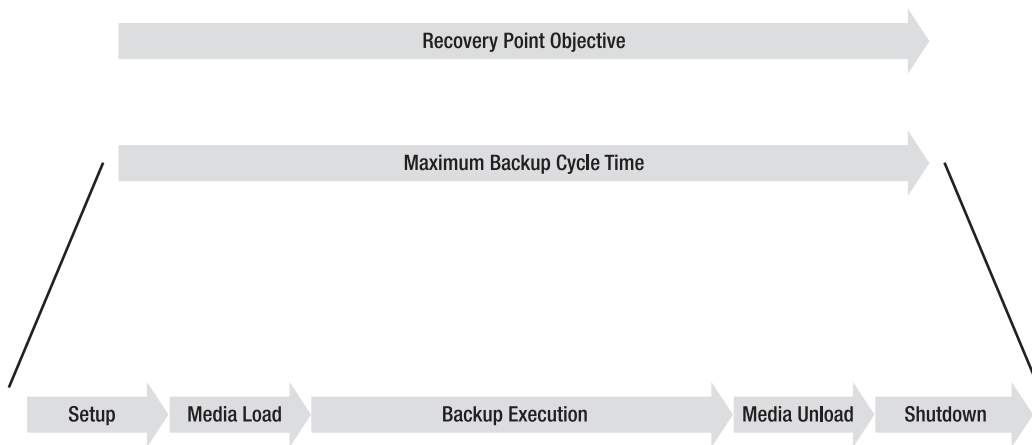 Recovery Point Objective
Maximum Backup Cycle Time
Setup
Media Load
Backup Execution
Media Unload
Shutdown